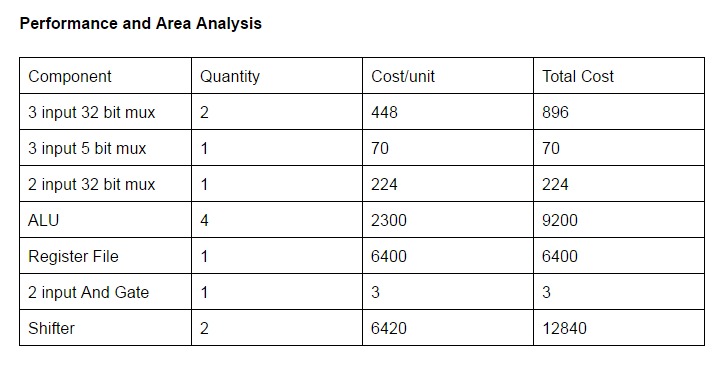 Performance and Area Analysis
Component Quantity Cost/unit Total Cost
3 input 32 bit mux 2 448 896
3 input 5 bit mux 1 70 70
2 input 32 bit mux 1 224 224
ALU 4 2300 9200
Register File 1 6400 6400
2 input And Gate 1 3 3
Shifter 2 6420 12840